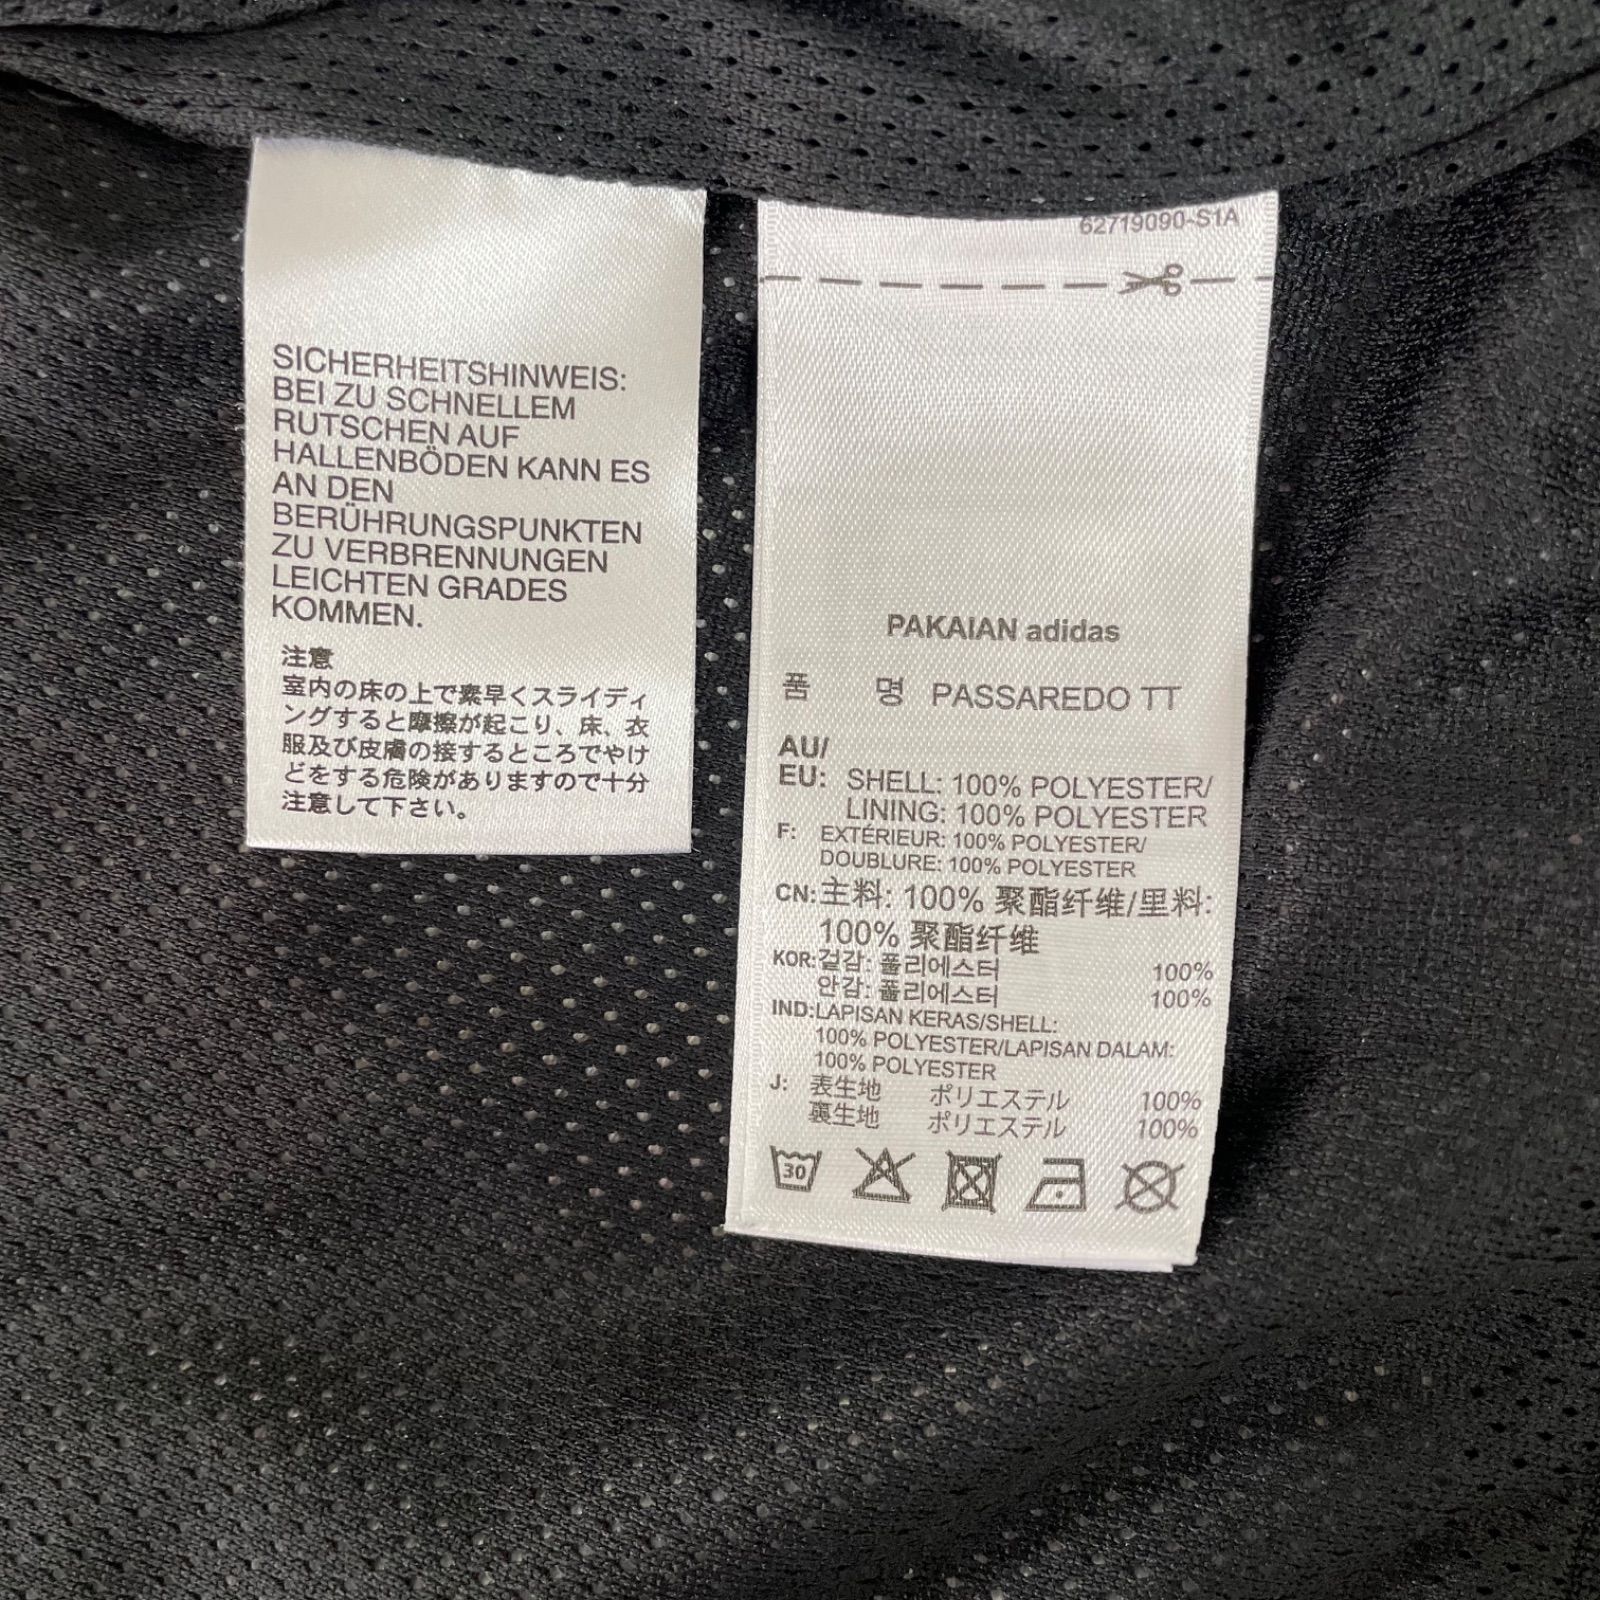 SICHERHEITSHINWEIS:
BEI ZU SCHNELLEM
RUTSCHEN AUF
HALLENBÖDEN KANN ES
AN DEN
BERÜHRUNGSPUNKTEN
ZU VERBRENNUNGEN
LEICHTEN GRADES
KOMMEN.
注意
室内の床の上で素早くスライディ
ングすると摩擦が起こり、床、衣
服及び皮膚の接するところでやけ
どをする危険がありますので十分
注意して下さい。
62719090-S1A
PAKAIAN adidas
품 명 PASSAREDO TT
AU/
EU: SHELL: 100% POLYESTER/
LINING: 100% POLYESTER
F: EXTÉRIEUR: 100% POLYESTER/
DOUBLURE: 100% POLYESTER
CN: 主料: 100% 聚酯纤维/里料:
100% 聚酯纤维
KOR: 겉감: 폴리에스터 100%
안감: 폴리에스터 100%
IND: LAPISAN KERAS/SHELL:
100% POLYESTER/LAPISAN DALAM:
100% POLYESTER
J: 表生地 ポリエステル 100%
裏生地 ポリエステル 100%
30